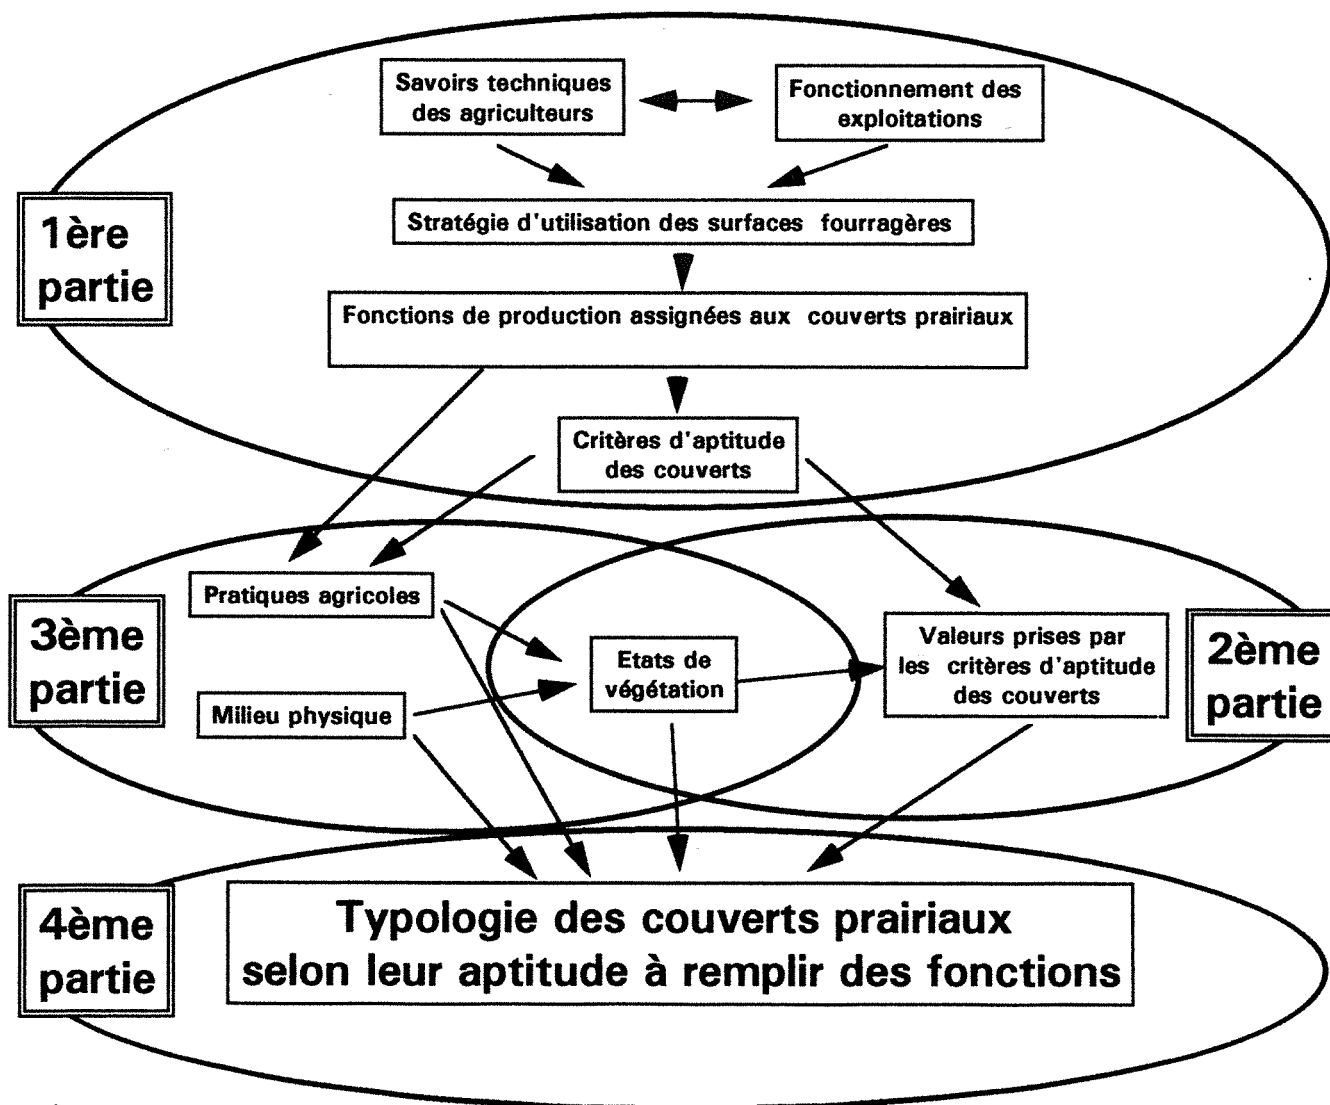 Savoirs techniques
des agriculteurs
Fonctionnement des
exploitations
1ère
partie
Stratégie d'utilisation des surfaces fourragères
Fonctions de production assignées aux couverts prairiaux
Critères d'aptitude
des couverts
3ème
partie
Pratiques agricoles
Milieu physique
Etats de
végétation
Valeurs prises par
les critères d'aptitude
des couverts
2ème
partie
4ème
partie
Typologie des couverts prairiaux
selon leur aptitude à remplir des fonctions